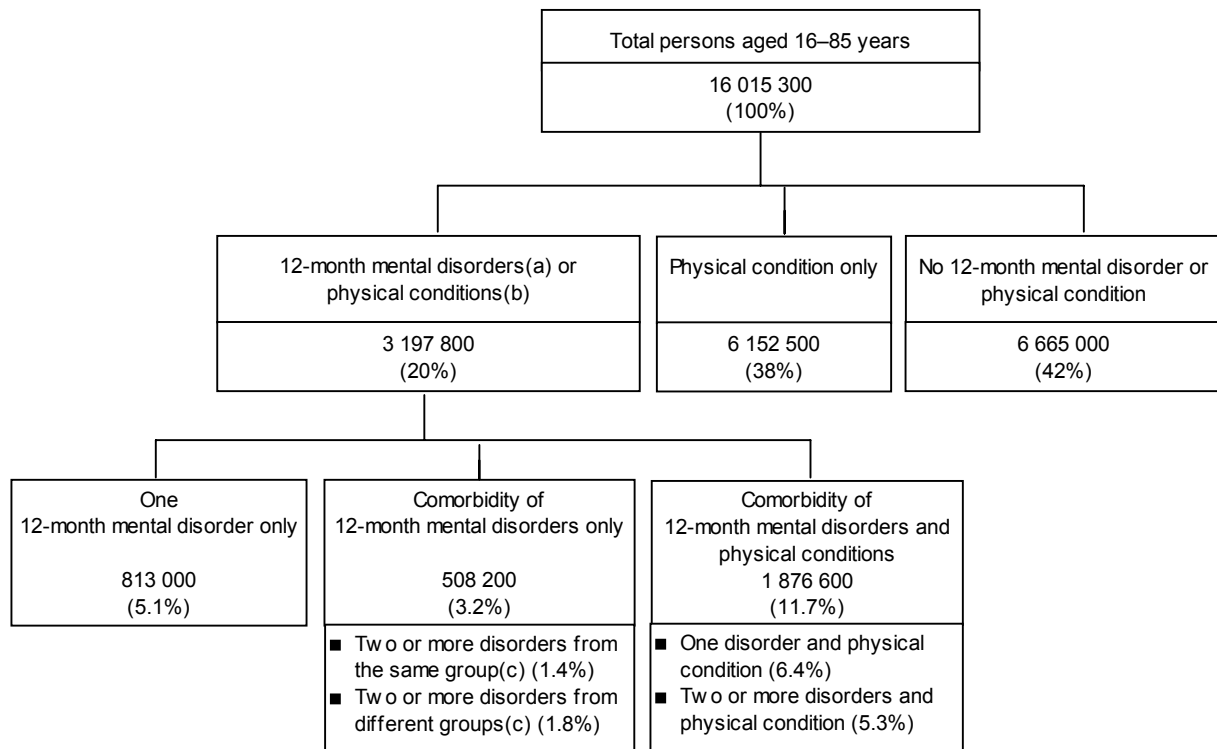 Total persons aged 16–85 years
16 015 300
(100%)
12-month mental disorders(a) or
physical conditions(b)
3 197 800
(20%)
Physical condition only
6 152 500
(38%)
No 12-month mental disorder or
physical condition
6 665 000
(42%)
One
12-month mental disorder only
813 000
(5.1%)
Comorbidity of
12-month mental disorders only
508 200
(3.2%)
■ Two or more disorders from
the same group(c) (1.4%)
■ Two or more disorders from
different groups(c) (1.8%)
Comorbidity of
12-month mental disorders and
physical conditions
1 876 600
(11.7%)
■ One disorder and physical
condition (6.4%)
■ Two or more disorders and
physical condition (5.3%)